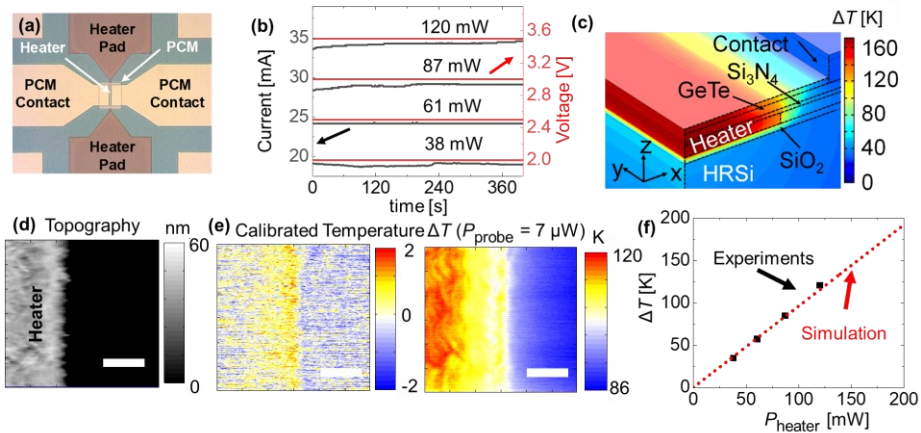 (a)
Heater
Pad
Heater
PCM
PCM
Contact
PCM
Contact
Heater
Pad
(b)
Current [mA]
35
30
25
20
120 mW
87 mW
61 mW
38 mW
3.6
3.2
2.8
2.4
2.0
Voltage [V]
0
120
240
360
time [s]
(c)
ΔT [K]
Contact
Si3N4
GeTe
Heater
SiO2
HRSi
z
y
x
160
120
80
40
0
(d) Topography
nm
60
0
Heater
(e) Calibrated Temperature ΔT (Pprobe = 7 µW)
2
1
0
-2
K
120
86
(f)
ΔT [K]
200
150
100
50
0
Experiments
Simulation
0
50
100
150
200
Pheater [mW]